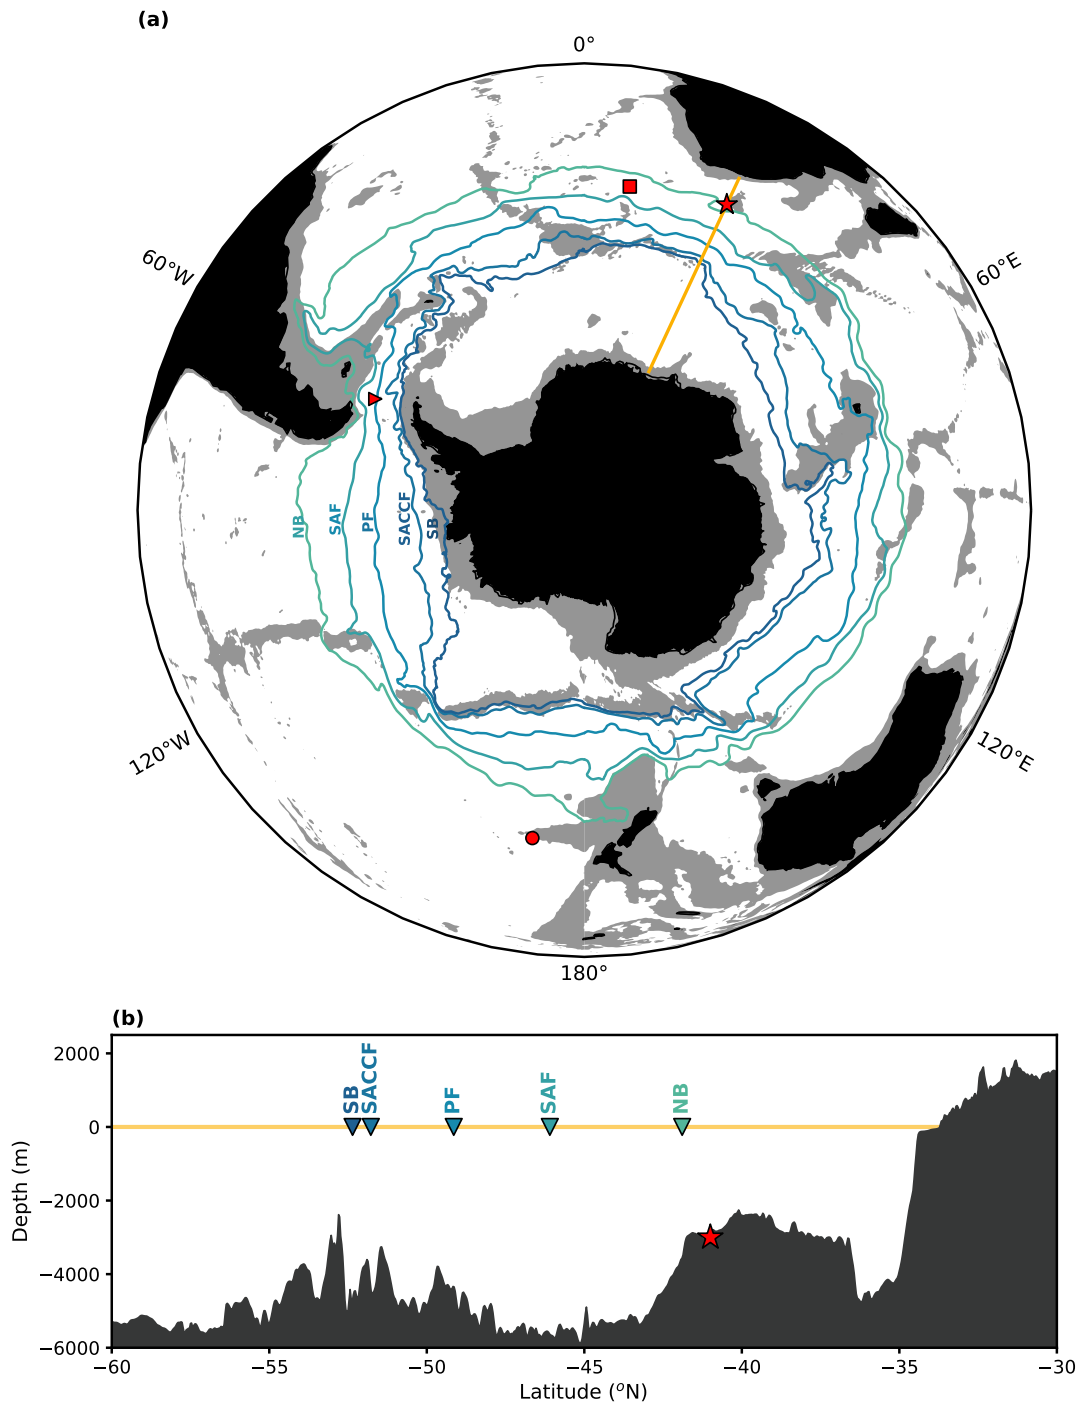 (a)
0°
60°W
60°E
NB
SAF
PF
SACCF
SB
120°W
120°E
180°
(b)
2000
0
−2000
−4000
−6000
Depth (m)
SB
SACCF
PF
SAF
NB
−60
−55
−50
−45
−40
−35
−30
Latitude (°N)